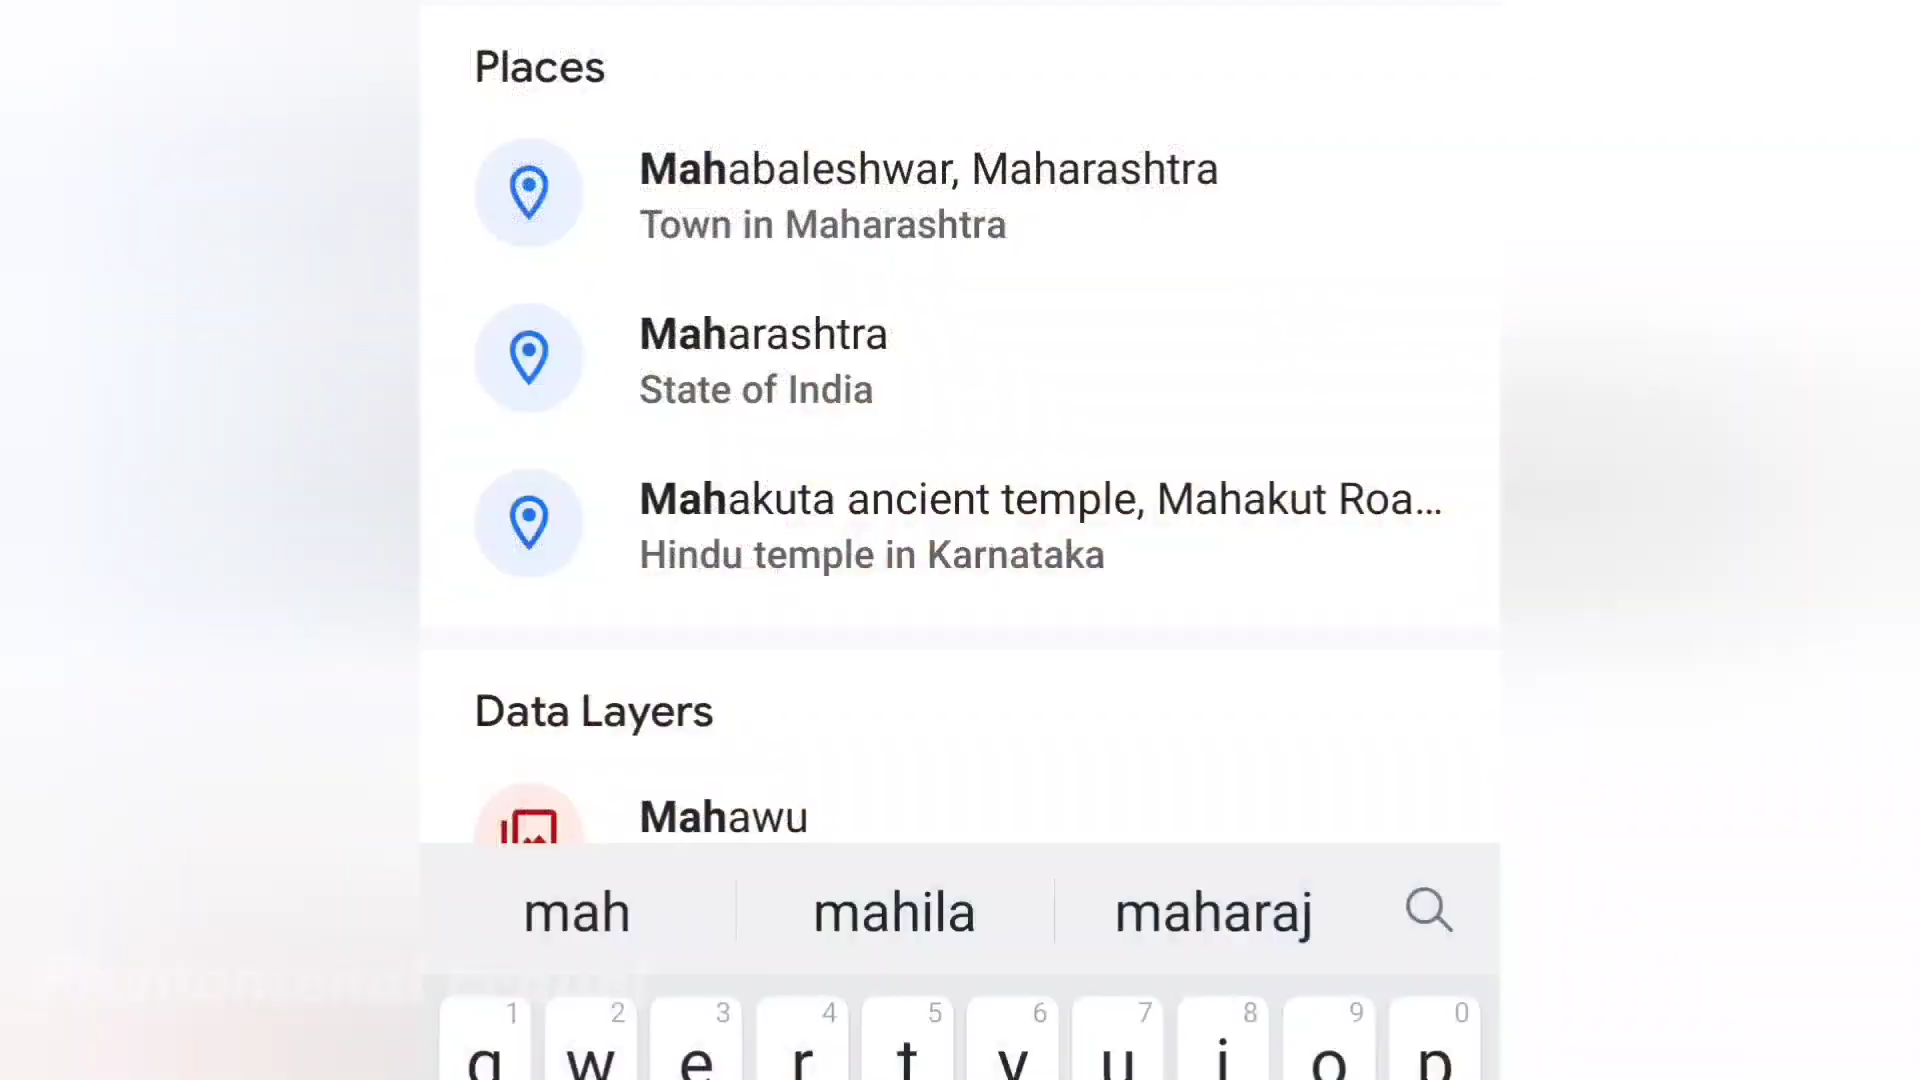 Places
Mahabaleshwar, Maharashtra
Town in Maharashtra
Maharashtra
State of India
Mahakuta ancient temple, Mahakut Roa...
Hindu temple in Karnataka
Data Layers
Mahawu
mah mahila maharaj
1 2 3 4 5 6 7 8 9 0
q w e r t y u i o p